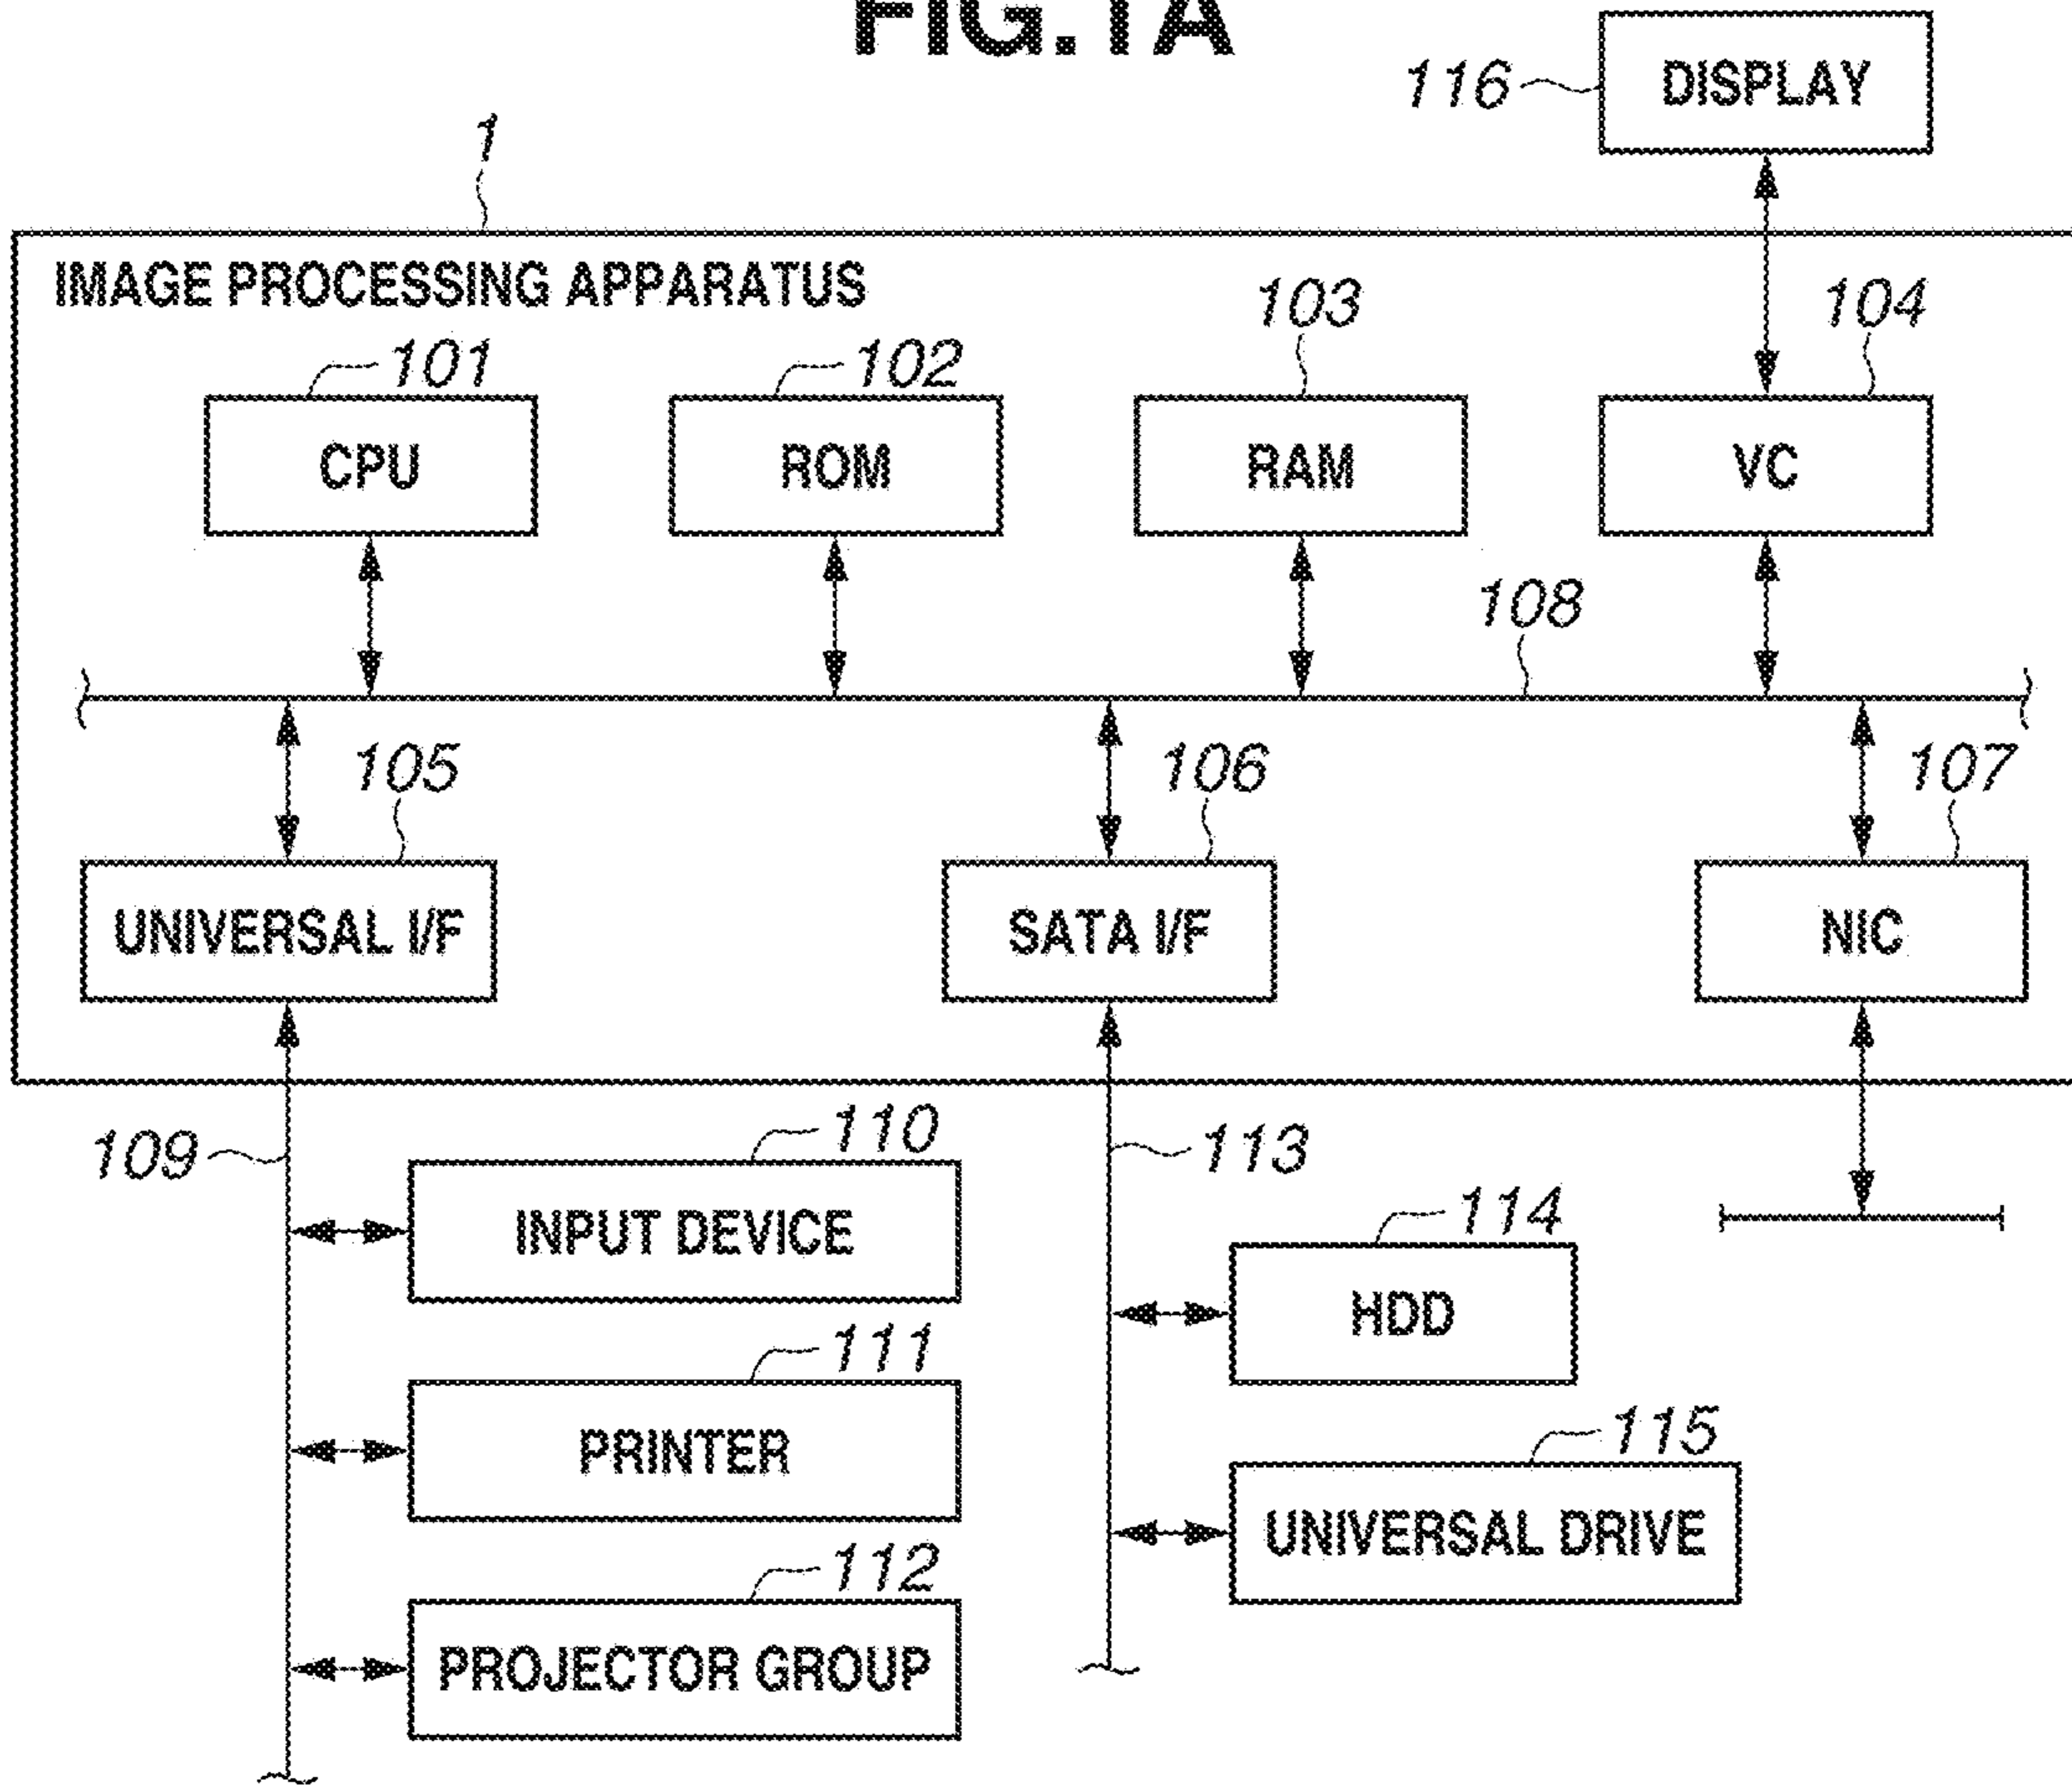 FIG.1A
116
DISPLAY
1
IMAGE PROCESSING APPARATUS
101
102
103
104
CPU
ROM
RAM
VC
108
105
106
107
UNIVERSAL I/F
SATA I/F
NIC
109
110
113
INPUT DEVICE
114
HDD
111
PRINTER
115
UNIVERSAL DRIVE
112
PROJECTOR GROUP